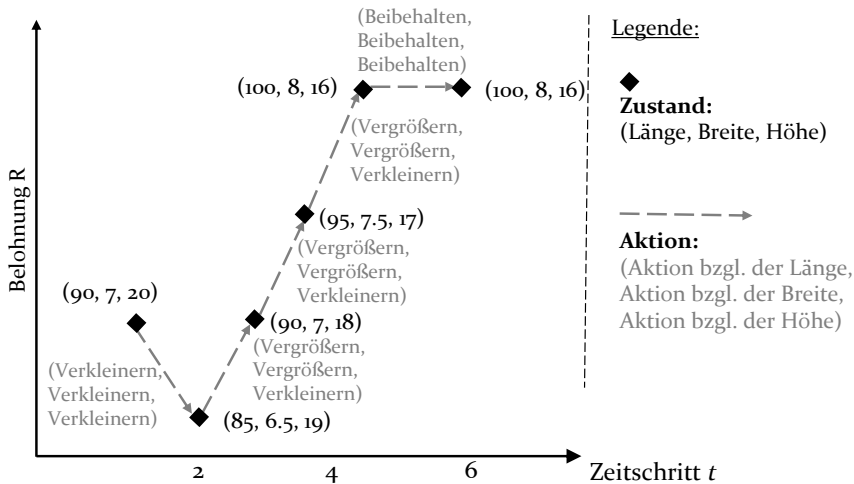 (Beibehalten,
Beibehalten,
Beibehalten)
(100, 8, 16)
(100, 8, 16)
(Vergrößern,
Vergrößern,
Verkleinern)
(95, 7.5, 17)
(Vergrößern,
Vergrößern,
Verkleinern)
(90, 7, 20)
(90, 7, 18)
(Vergrößern,
Vergrößern,
Verkleinern)
(Verkleinern,
Verkleinern,
Verkleinern)
(85, 6.5, 19)
Belohnung R
2
4
6
Zeitschritt t
Legende:
Zustand:
(Länge, Breite, Höhe)
Aktion:
(Aktion bzgl. der Länge,
Aktion bzgl. der Breite,
Aktion bzgl. der Höhe)